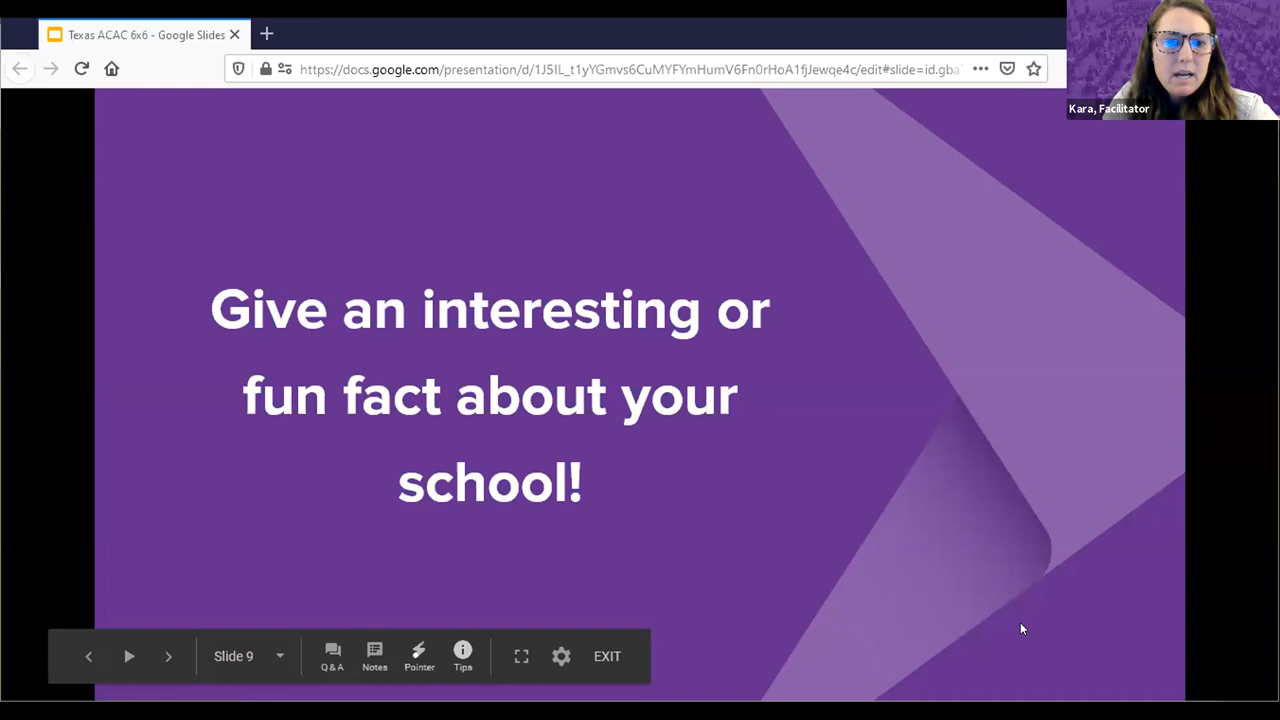 Texas ACAC 6x6 - Google Slides
https://docs.google.com/presentation/d/1J5IL_t1yYGmvs6CuMYFYmHumV6Fn0rHoA1fjJewqe4c/edit#slide=id.gba
Kara, Facilitator
Give an interesting or
fun fact about your
school!
Slide 9
Q&A
Notes
Pointer
Tips
EXIT